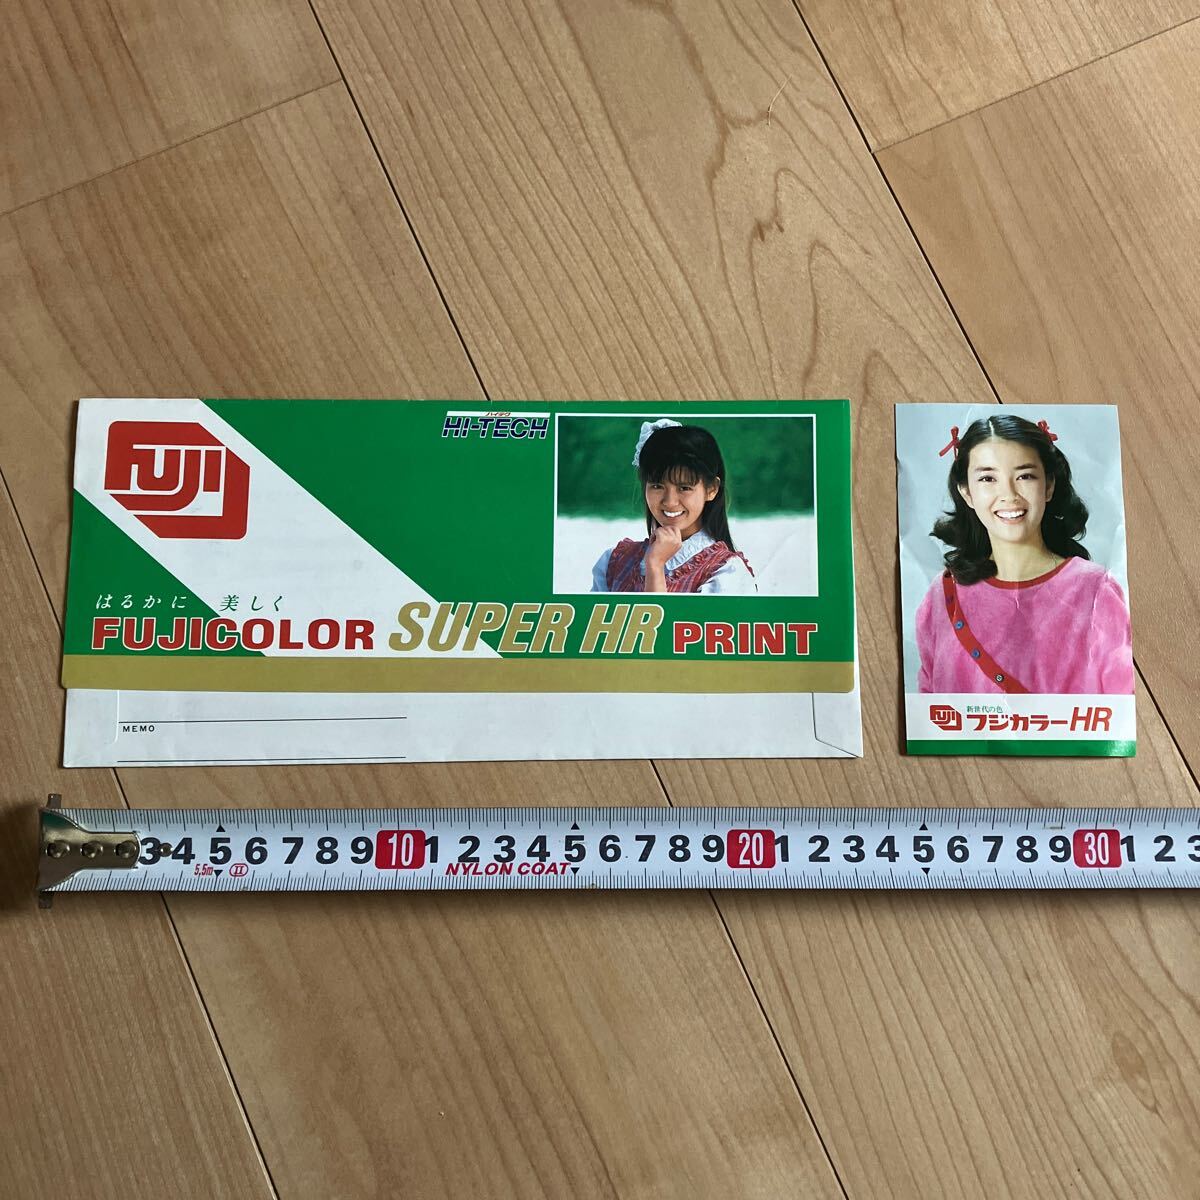 ハイテク
HI-TECH
FUJI
はるかに 美しく
FUJICOLOR SUPER HR PRINT
MEMO
FUJI
新世代の色
フジカラーHR
3 4 5 6 7 8 9 10 1 2 3 4 5 6 7 8 9 20 1 2 3 4 5 6 7 8 9 30 1 2 3
5,5m II NYLON COAT